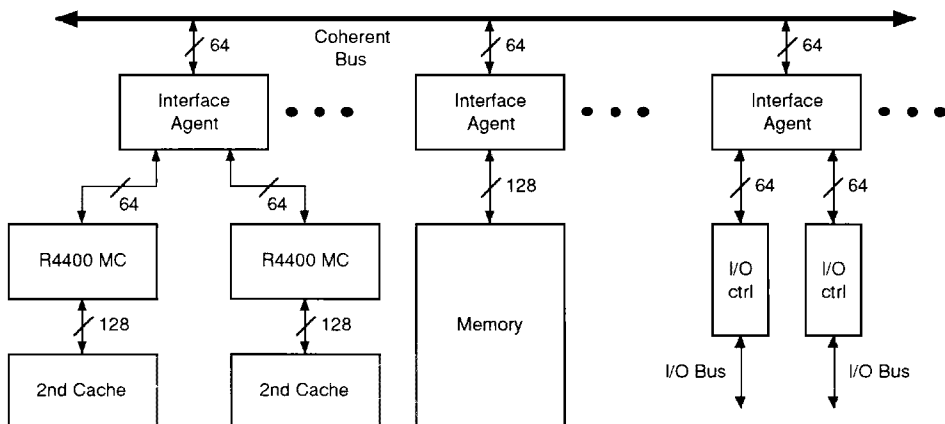 64
Coherent
Bus
64
64
Interface
Agent
Interface
Agent
Interface
Agent
64
64
128
64
64
R4400 MC
R4400 MC
Memory
I/O
ctrl
I/O
ctrl
128
128
2nd Cache
2nd Cache
I/O Bus
I/O Bus